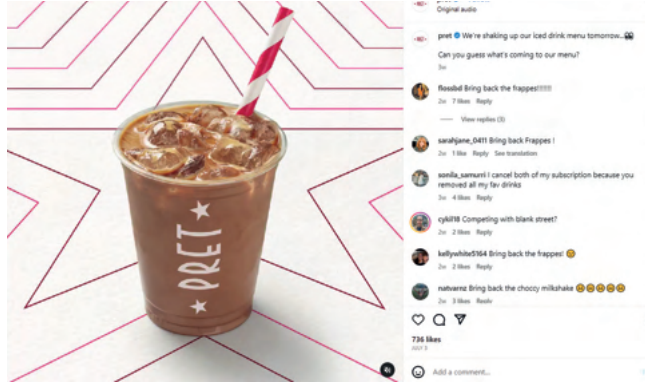 Original audio
pret We're shaking up our iced drink menu tomorrow...👀
Can you guess what's coming to our menu?
3w
flossbd Bring back the frappes!!!!!!!
2w 7 likes Reply
View replies (3)
sarahjane_0411 Bring back Frappes !
2w 1 like Reply See translation
sonila_samurri I cancel both of my subscription because you
removed all my fav drinks
3w 4 likes Reply
cykil18 Competing with blank street?
2w 2 likes Reply
kellywhite5164 Bring back the frappes!
2w 2 likes Reply
natvarnz Bring back the choccy milkshake
2w 3 likes Reply
736 likes
JULY 3
Add a comment...
★ PRET ★